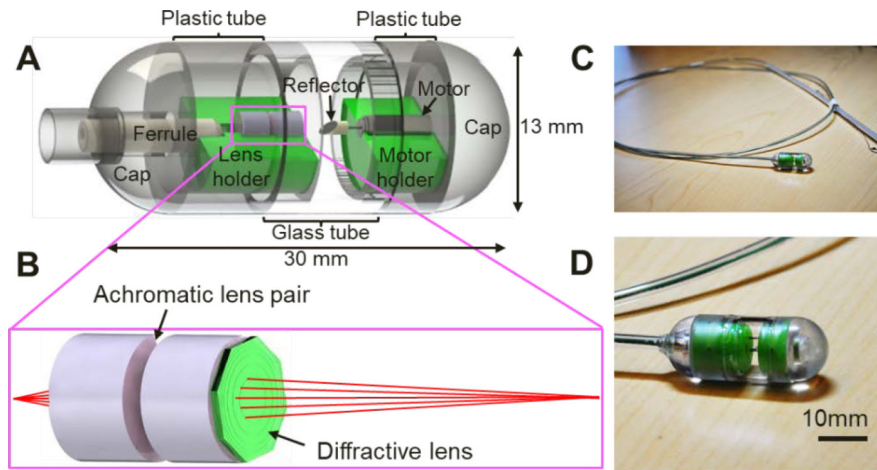 Plastic tube
Plastic tube
A
Reflector
Motor
Ferrule
Cap
Lens
holder
Motor
holder
Cap
13 mm
Glass tube
30 mm
B
Achromatic lens pair
Diffractive lens
C
D
10mm